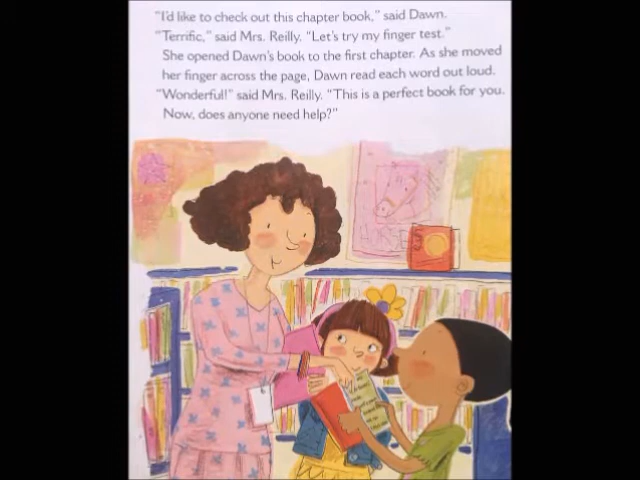 “I’d like to check out this chapter book,” said Dawn.
“Terrific,” said Mrs. Reilly. “Let’s try my finger test.”
She opened Dawn’s book to the first chapter. As she moved
her finger across the page, Dawn read each word out loud.
“Wonderful!” said Mrs. Reilly. “This is a perfect book for you.
Now, does anyone need help?”